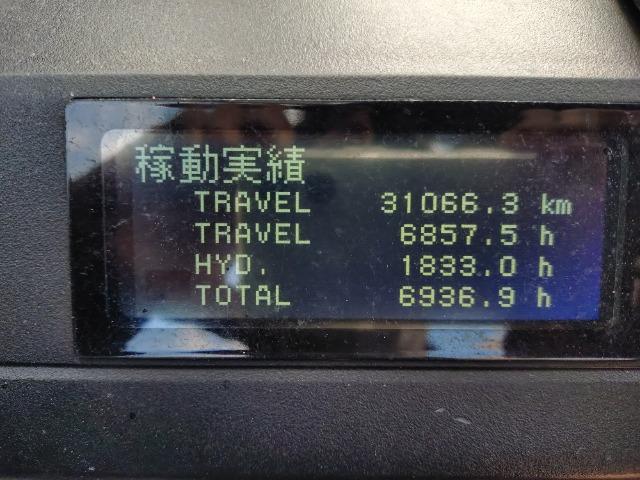 稼動実績
TRAVEL 31066.3 km
TRAVEL 6857.5 h
HYD. 1833.0 h
TOTAL 6936.9 h